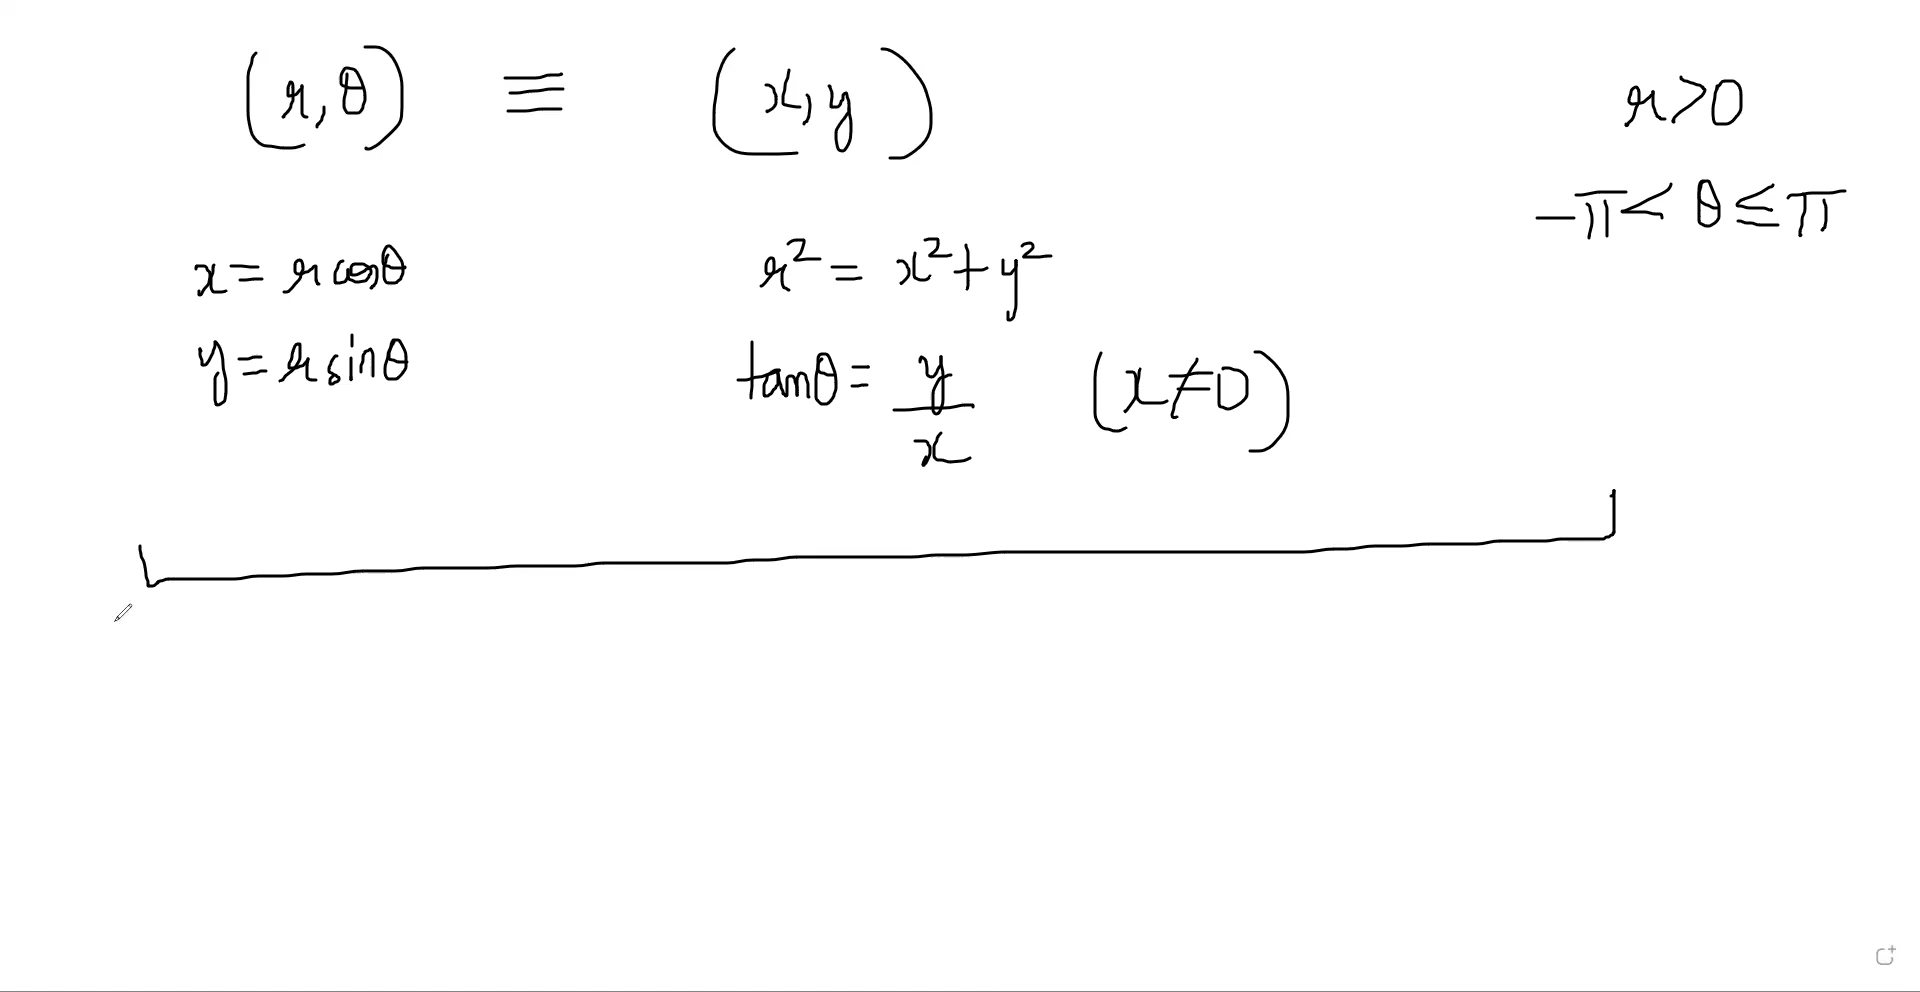 (r, θ) ≡ (x, y)
r > 0
-π < θ ≤ π
x = r cosθ
r² = x² + y²
y = r sinθ
tanθ = y/x (x ≠ 0)